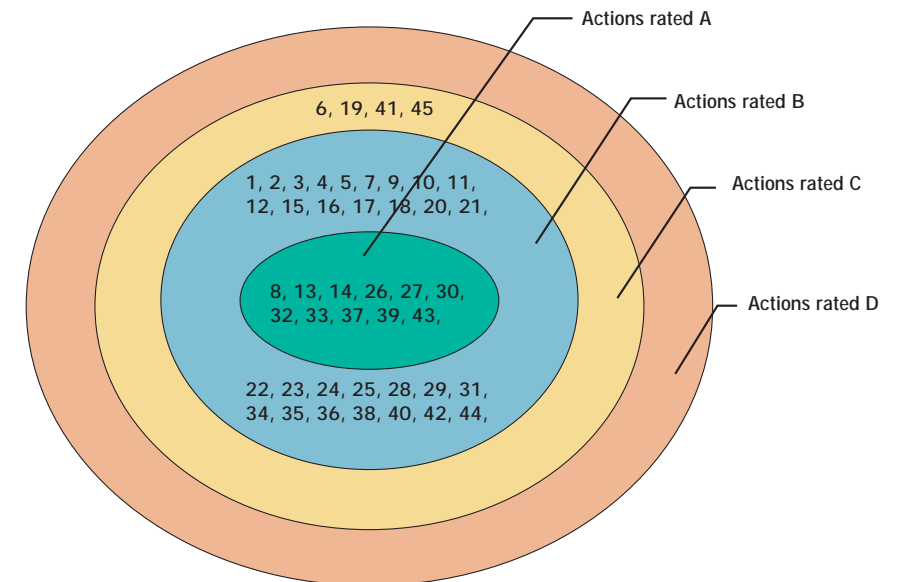 Actions rated A
6, 19, 41, 45
Actions rated B
1, 2, 3, 4, 5, 7, 9, 10, 11,
12, 15, 16, 17, 18, 20, 21,
Actions rated C
8, 13, 14, 26, 27, 30,
32, 33, 37, 39, 43,
Actions rated D
22, 23, 24, 25, 28, 29, 31,
34, 35, 36, 38, 40, 42, 44,